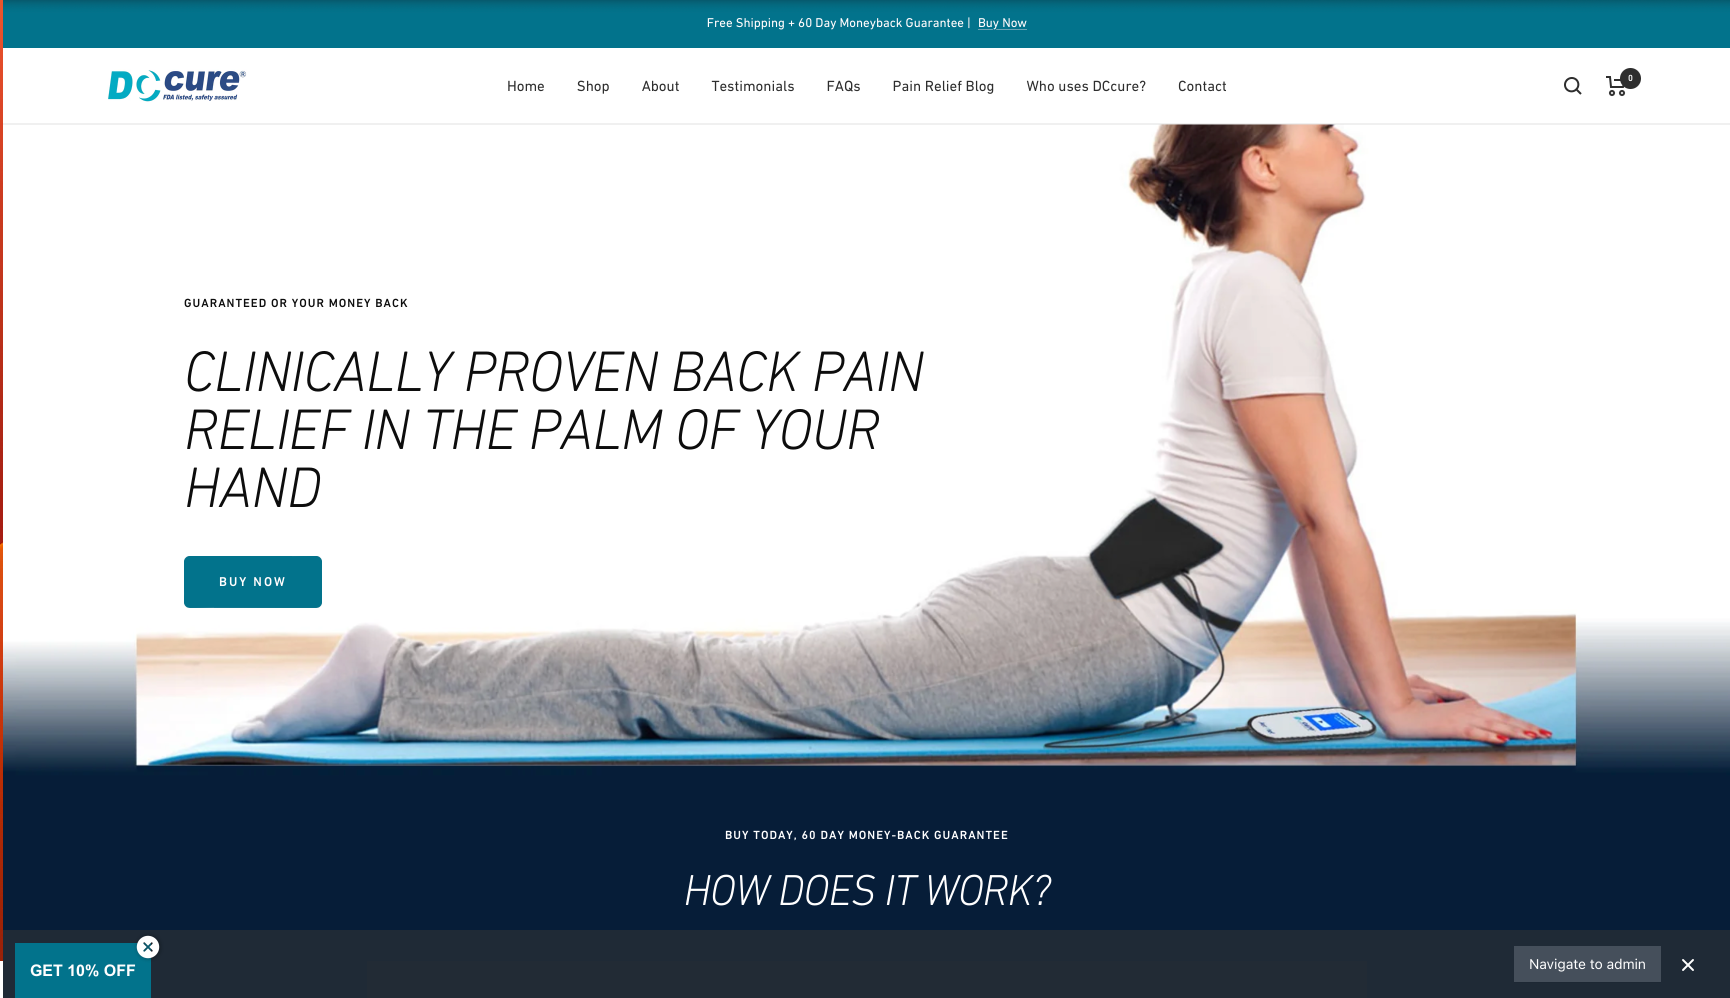 Free Shipping + 60 Day Moneyback Guarantee | Buy Now
DCcure®
FDA listed, safety assured
Home Shop About Testimonials FAQs Pain Relief Blog Who uses DCcure? Contact
0
GUARANTEED OR YOUR MONEY BACK
CLINICALLY PROVEN BACK PAIN
RELIEF IN THE PALM OF YOUR
HAND
BUY NOW
BUY TODAY, 60 DAY MONEY-BACK GUARANTEE
HOW DOES IT WORK?
GET 10% OFF
Navigate to admin